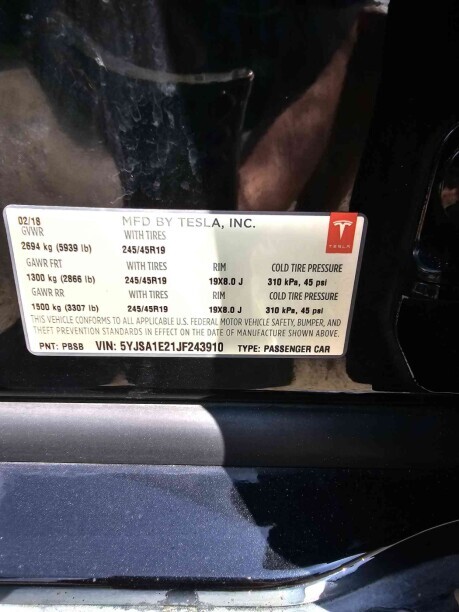 02/18 MFD BY TESLA, INC.
GVWR WITH TIRES
2694 kg (5939 lb) 245/45R19
GAWR FRT WITH TIRES RIM COLD TIRE PRESSURE
1300 kg (2866 lb) 245/45R19 19X8.0 J 310 kPa, 45 psi
GAWR RR WITH TIRES RIM COLD TIRE PRESSURE
1500 kg (3307 lb) 245/45R19 19X8.0 J 310 kPa, 45 psi
THIS VEHICLE CONFORMS TO ALL APPLICABLE U.S. FEDERAL MOTOR VEHICLE SAFETY, BUMPER, AND
THEFT PREVENTION STANDARDS IN EFFECT ON THE DATE OF MANUFACTURE SHOWN ABOVE.
PNT: PBSB VIN: 5YJSA1E21JF243910 TYPE: PASSENGER CAR
TESLA